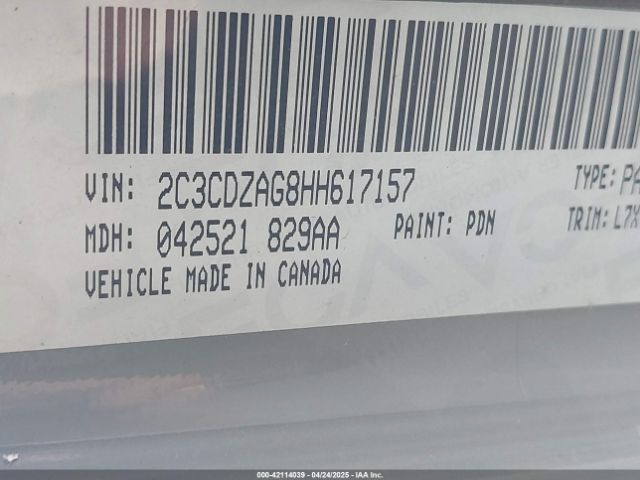 VIN: 2C3CDZAG8HH617157 TYPE: PA
MDH: 042521 829AA PAINT: PDN TRIM: L7X
VEHICLE MADE IN CANADA
000-42114039 - 04/24/2025 - IAA Inc.